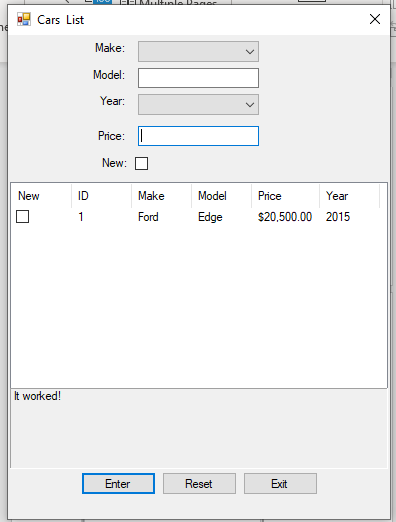 Multiple Pages
Cars List
Make:
Model:
Year:
Price:
New:
New ID Make Model Price Year
1 Ford Edge $20,500.00 2015
It worked!
Enter Reset Exit